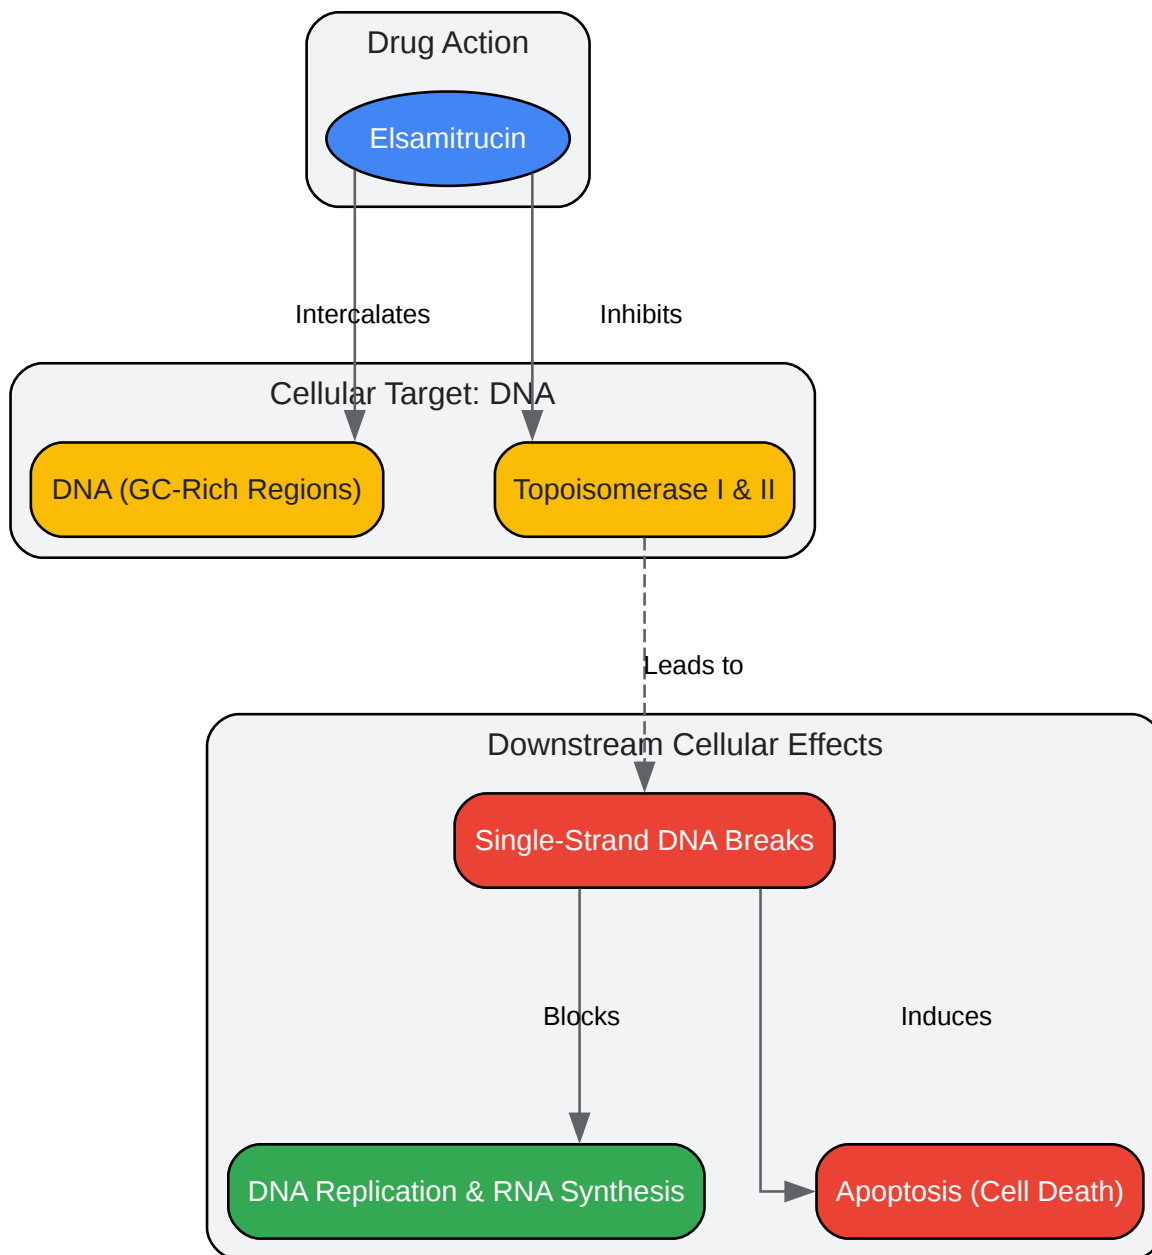 Drug Action
Elsamitrucin
Intercalates
Inhibits
Cellular Target: DNA
DNA (GC-Rich Regions)
Topoisomerase I & II
Leads to
Downstream Cellular Effects
Single-Strand DNA Breaks
Blocks
Induces
DNA Replication & RNA Synthesis
Apoptosis (Cell Death)